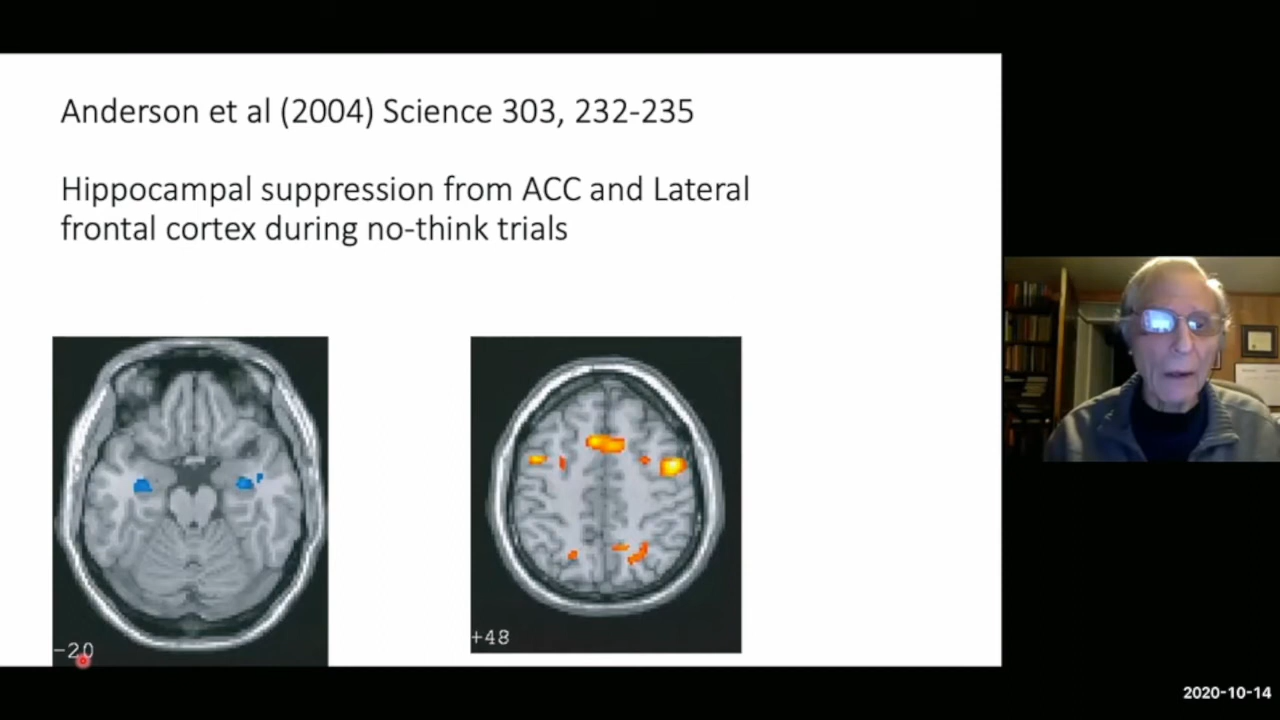 Anderson et al (2004) Science 303, 232-235
Hippocampal suppression from ACC and Lateral
frontal cortex during no-think trials
-20
+48
2020-10-14